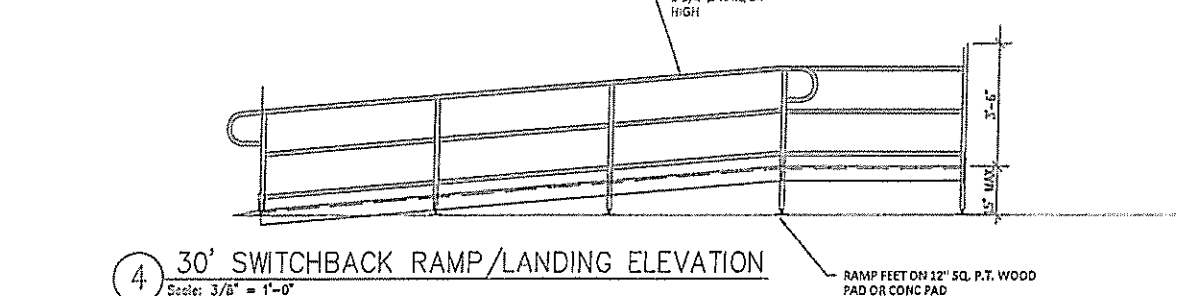 HIGH
3'-6"
MAX
4
30' SWITCHBACK RAMP/LANDING ELEVATION
Scale: 3/8" = 1'-0"
RAMP FEET ON 12" SQ. P.T. WOOD
PAD OR CONC PAD